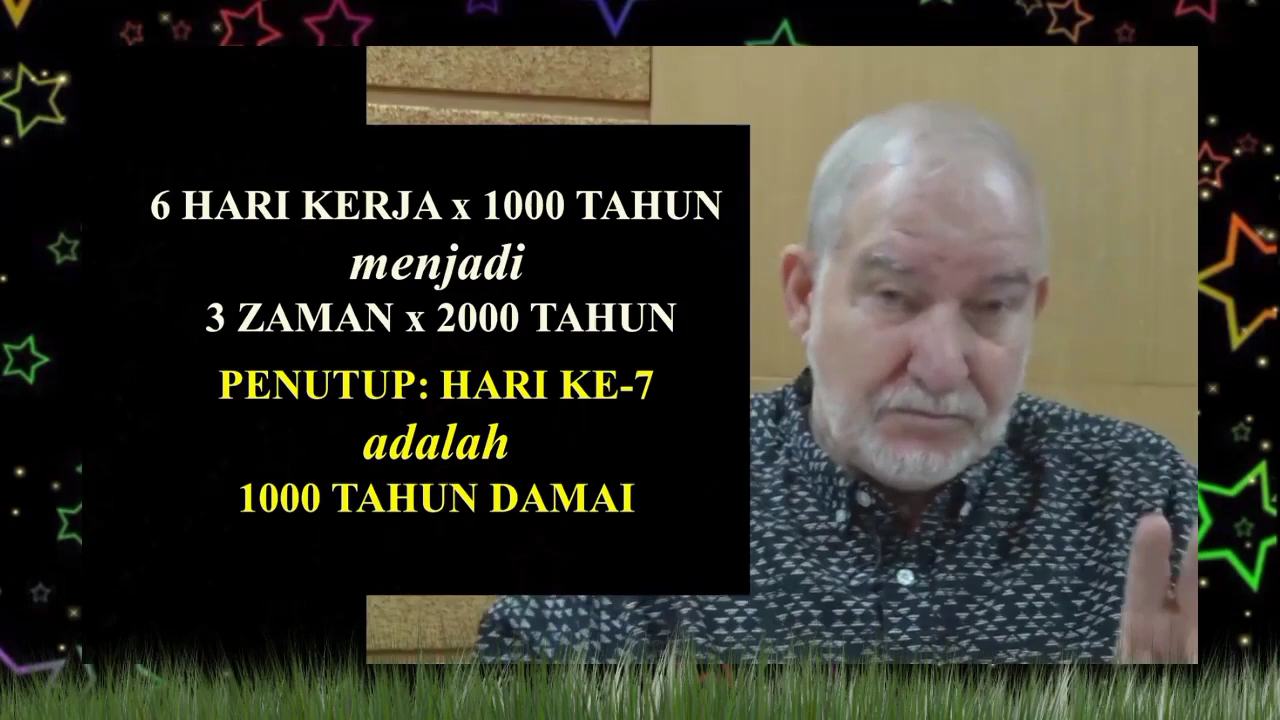 6 HARI KERJA x 1000 TAHUN
menjadi
3 ZAMAN x 2000 TAHUN
PENUTUP: HARI KE-7
adalah
1000 TAHUN DAMAI